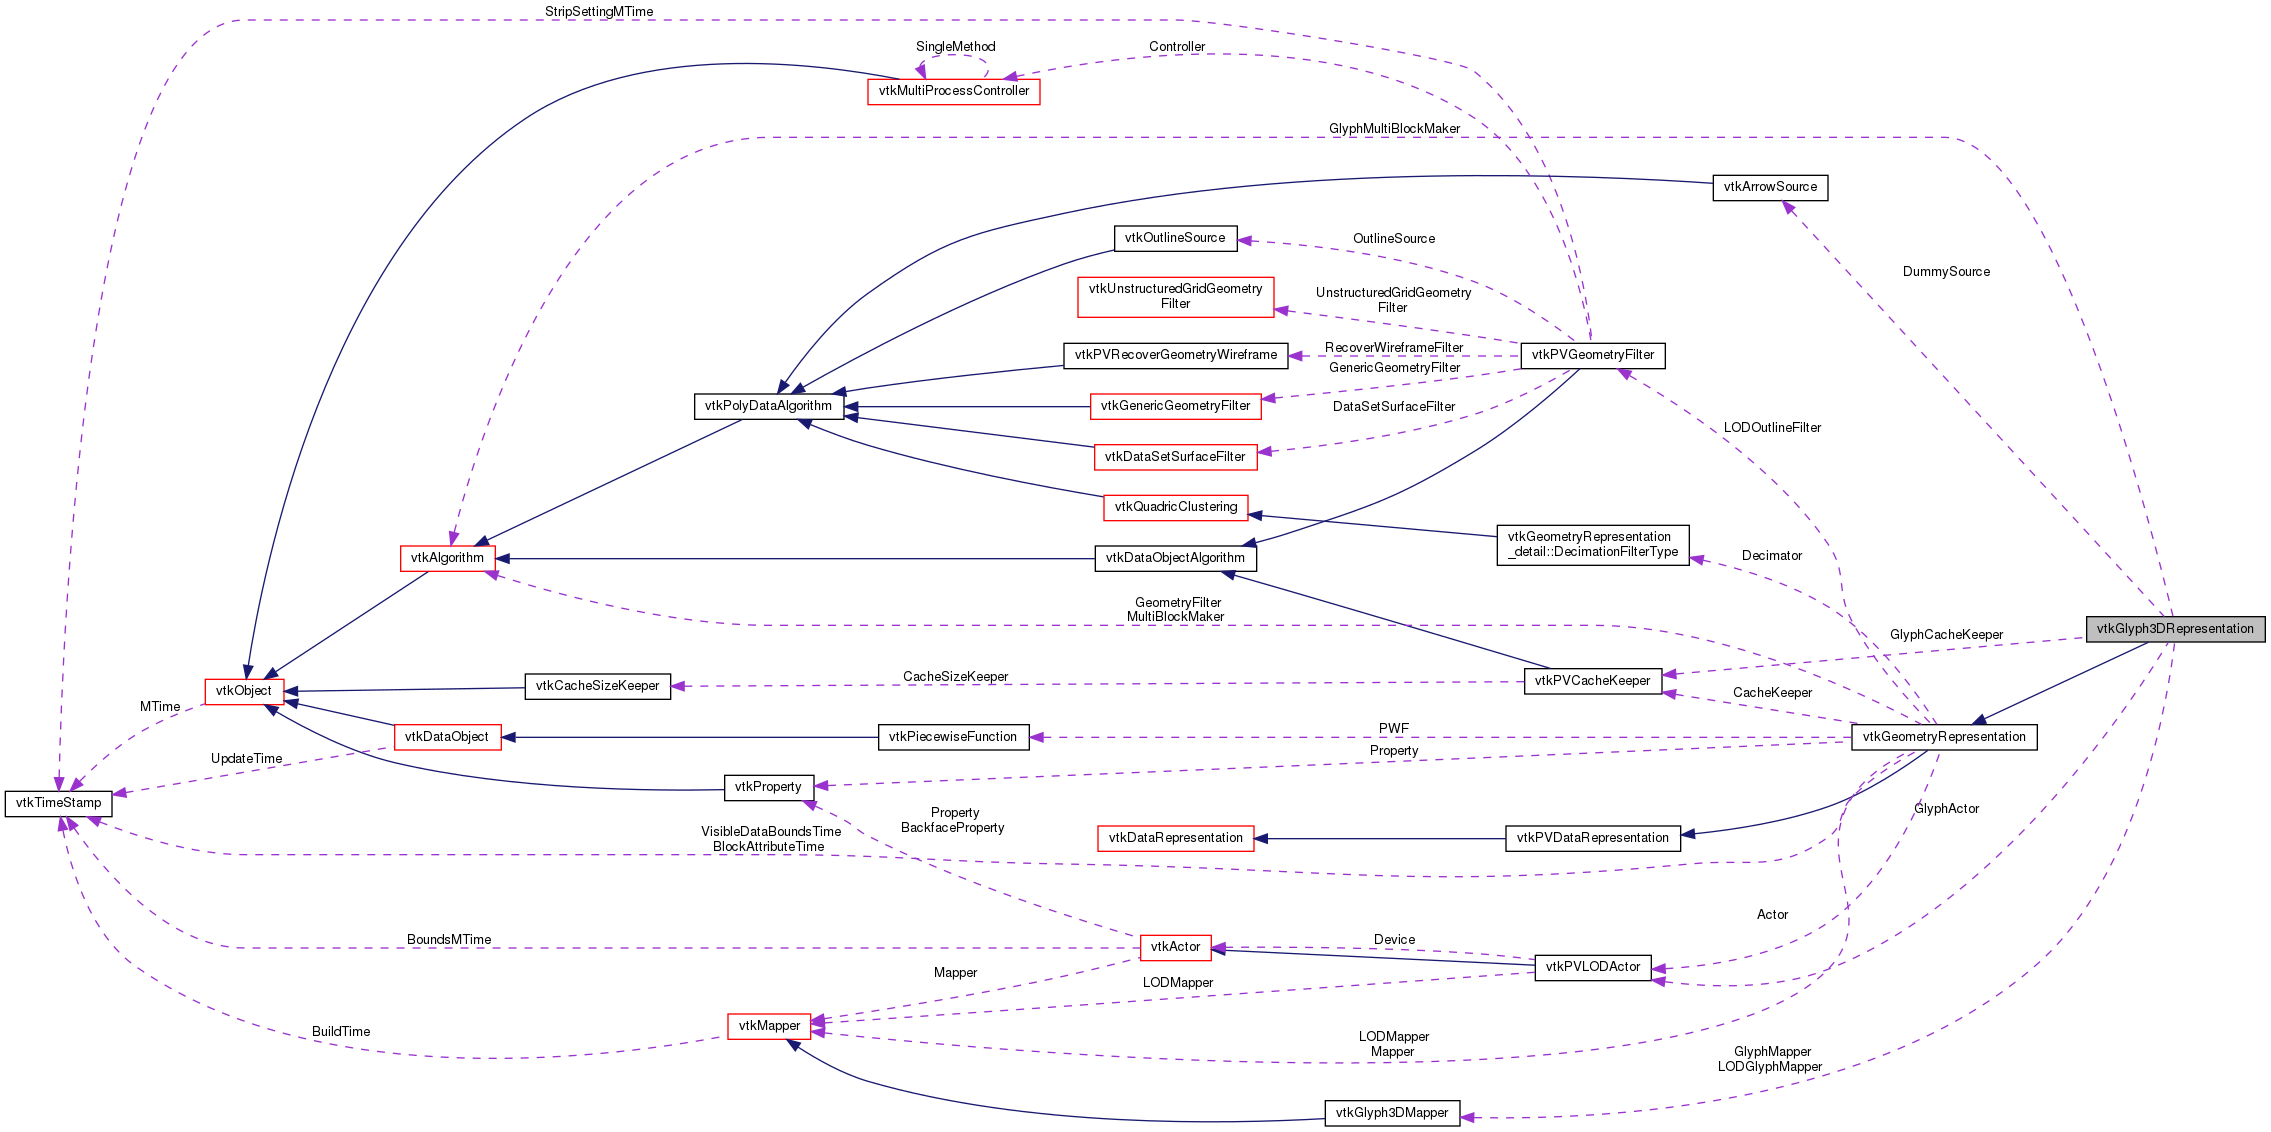 StripSettingMTime
SingleMethod
Controller
vtkMultiProcessController
GlyphMultiBlockMaker
vtkArrowSource
vtkOutlineSource
OutlineSource
DummySource
vtkUnstructuredGridGeometry
Filter
UnstructuredGridGeometry
Filter
vtkPVRecoverGeometryWireframe
RecoverWireframeFilter
vtkPVGeometryFilter
GenericGeometryFilter
vtkPolyDataAlgorithm
vtkGenericGeometryFilter
DataSetSurfaceFilter
LODOutlineFilter
vtkDataSetSurfaceFilter
vtkQuadricClustering
vtkGeometryRepresentation
_detail::DecimationFilterType
vtkAlgorithm
vtkDataObjectAlgorithm
Decimator
GeometryFilter
MultiBlockMaker
vtkGlyph3DRepresentation
GlyphCacheKeeper
vtkObject
vtkCacheSizeKeeper
CacheSizeKeeper
vtkPVCacheKeeper
CacheKeeper
MTime
vtkDataObject
vtkPiecewiseFunction
PWF
vtkGeometryRepresentation
Property
UpdateTime
vtkProperty
vtkTimeStamp
Property
BackfaceProperty
GlyphActor
VisibleDataBoundsTime
BlockAttributeTime
vtkDataRepresentation
vtkPVDataRepresentation
Actor
BoundsMTime
vtkActor
Device
vtkPVLODActor
Mapper
LODMapper
vtkMapper
BuildTime
LODMapper
Mapper
GlyphMapper
LODGlyphMapper
vtkGlyph3DMapper